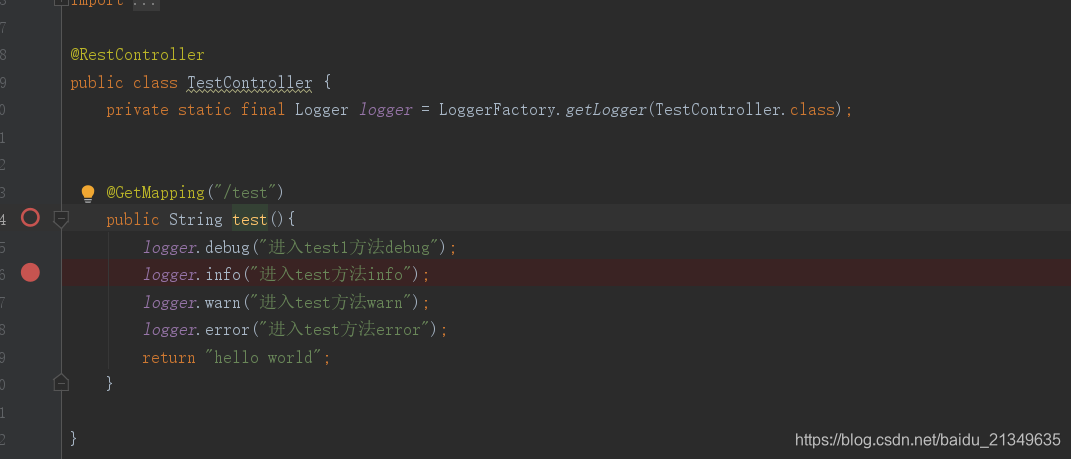 import ...
7
8
@RestController
9
public class TestController {
0
private static final Logger logger = LoggerFactory.getLogger(TestController.class);
1
2
3
@GetMapping("/test")
4
public String test(){
5
logger.debug("进入test1方法debug");
6
logger.info("进入test方法info");
7
logger.warn("进入test方法warn");
8
logger.error("进入test方法error");
9
return "hello world";
0
}
1
2
}
https://blog.csdn.net/baidu_21349635